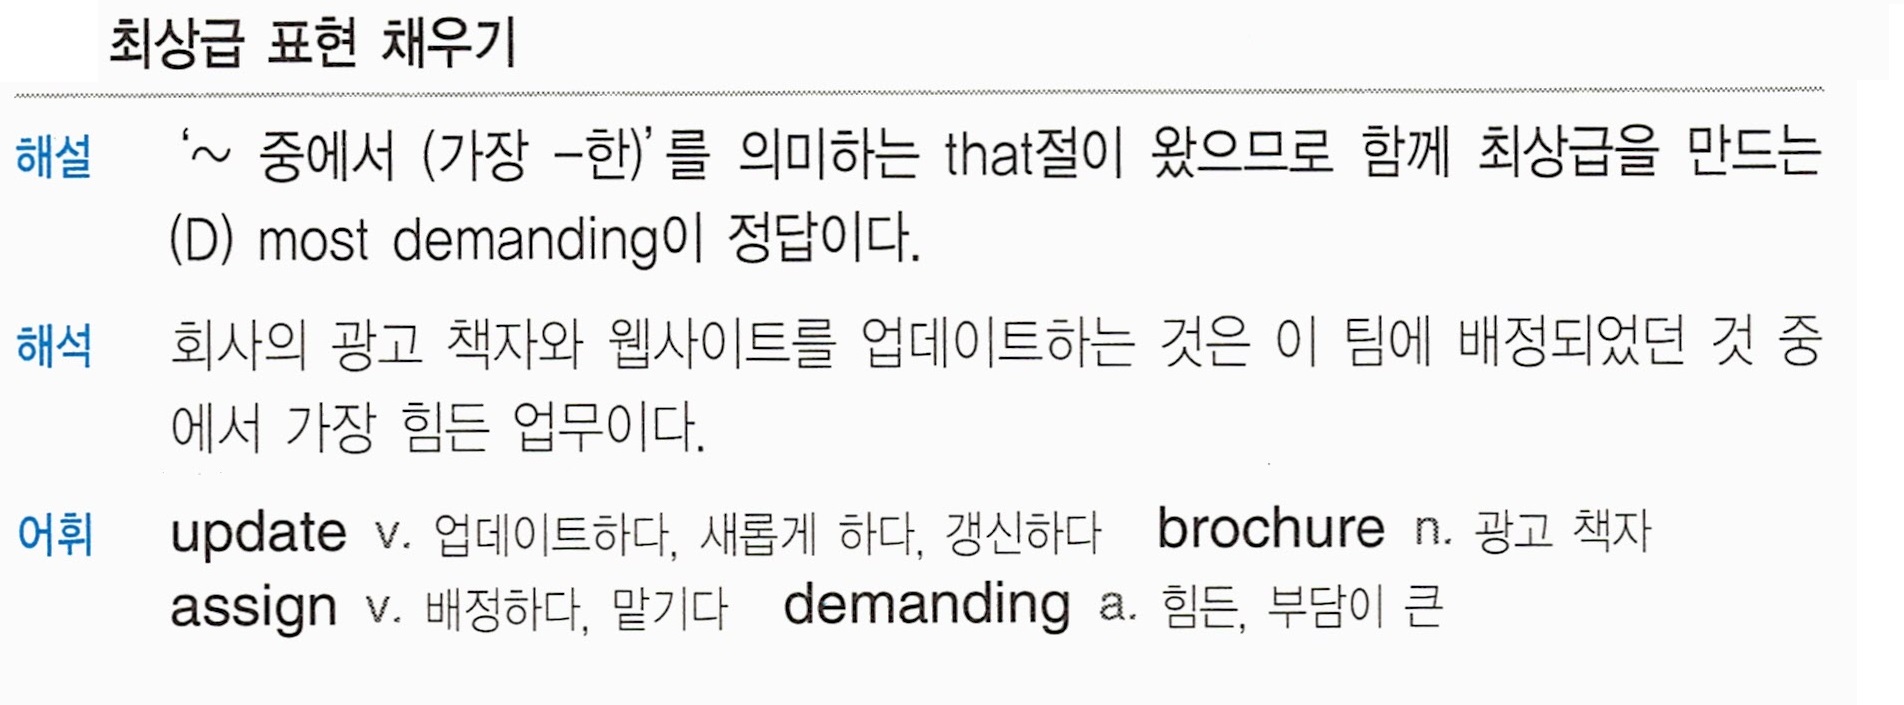 최상급 표현 채우기
해설 ‘~ 중에서 (가장 –한)’를 의미하는 that절이 왔으므로 함께 최상급을 만드는
(D) most demanding이 정답이다.
해석 회사의 광고 책자와 웹사이트를 업데이트하는 것은 이 팀에 배정되었던 것 중
에서 가장 힘든 업무이다.
어휘 update v. 업데이트하다, 새롭게 하다, 갱신하다 brochure n. 광고 책자
assign v. 배정하다, 맡기다 demanding a. 힘든, 부담이 큰